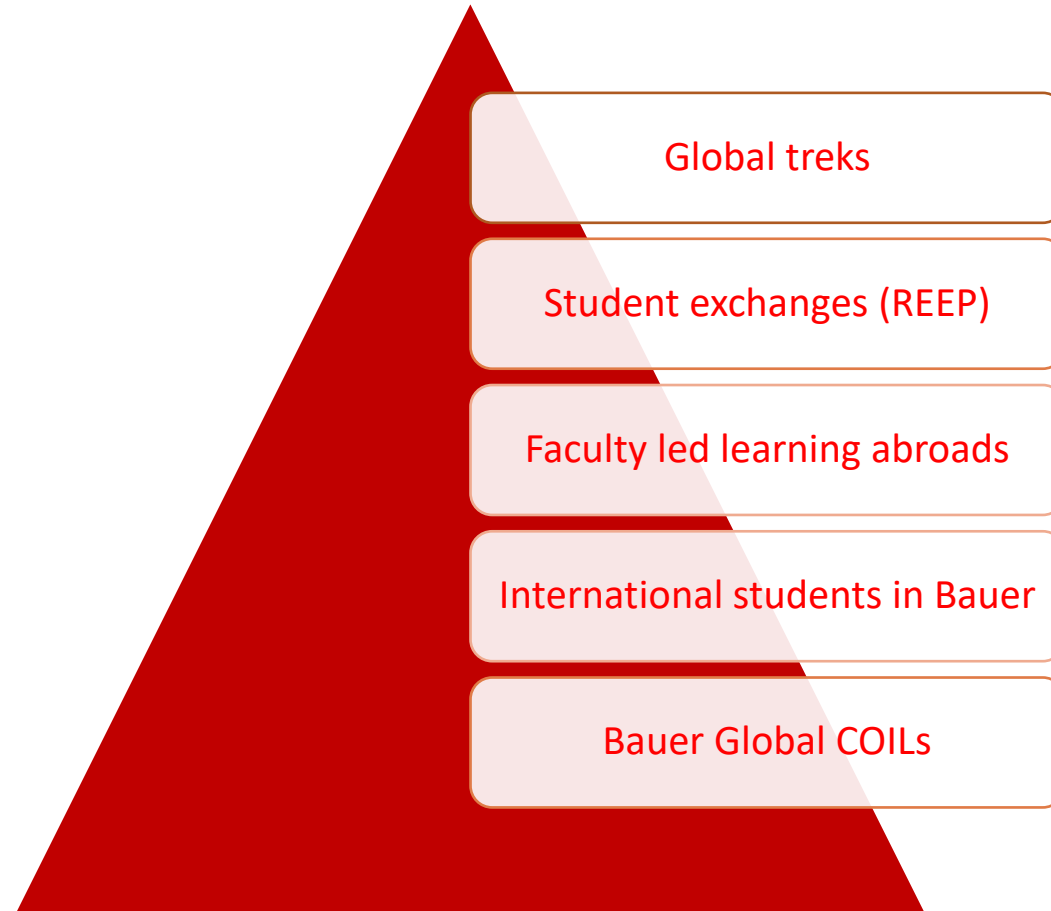 Global treks
Student exchanges (REEP)
Faculty led learning abroads
International students in Bauer
Bauer Global COILs